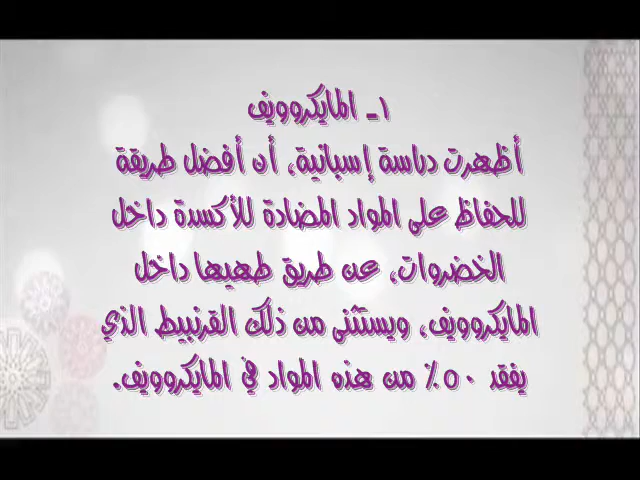 ١- المايكروويف
أظهرت دراسة إسبانية، أن أفضل طريقة
للحفاظ على المواد المضادة للأكسدة داخل
الخضروات، عن طريق طهيها داخل
المايكروويف، ويستثنى من ذلك القرنبيط الذي
يفقد ٥٠٪ من هذه المواد في المايكروويف.